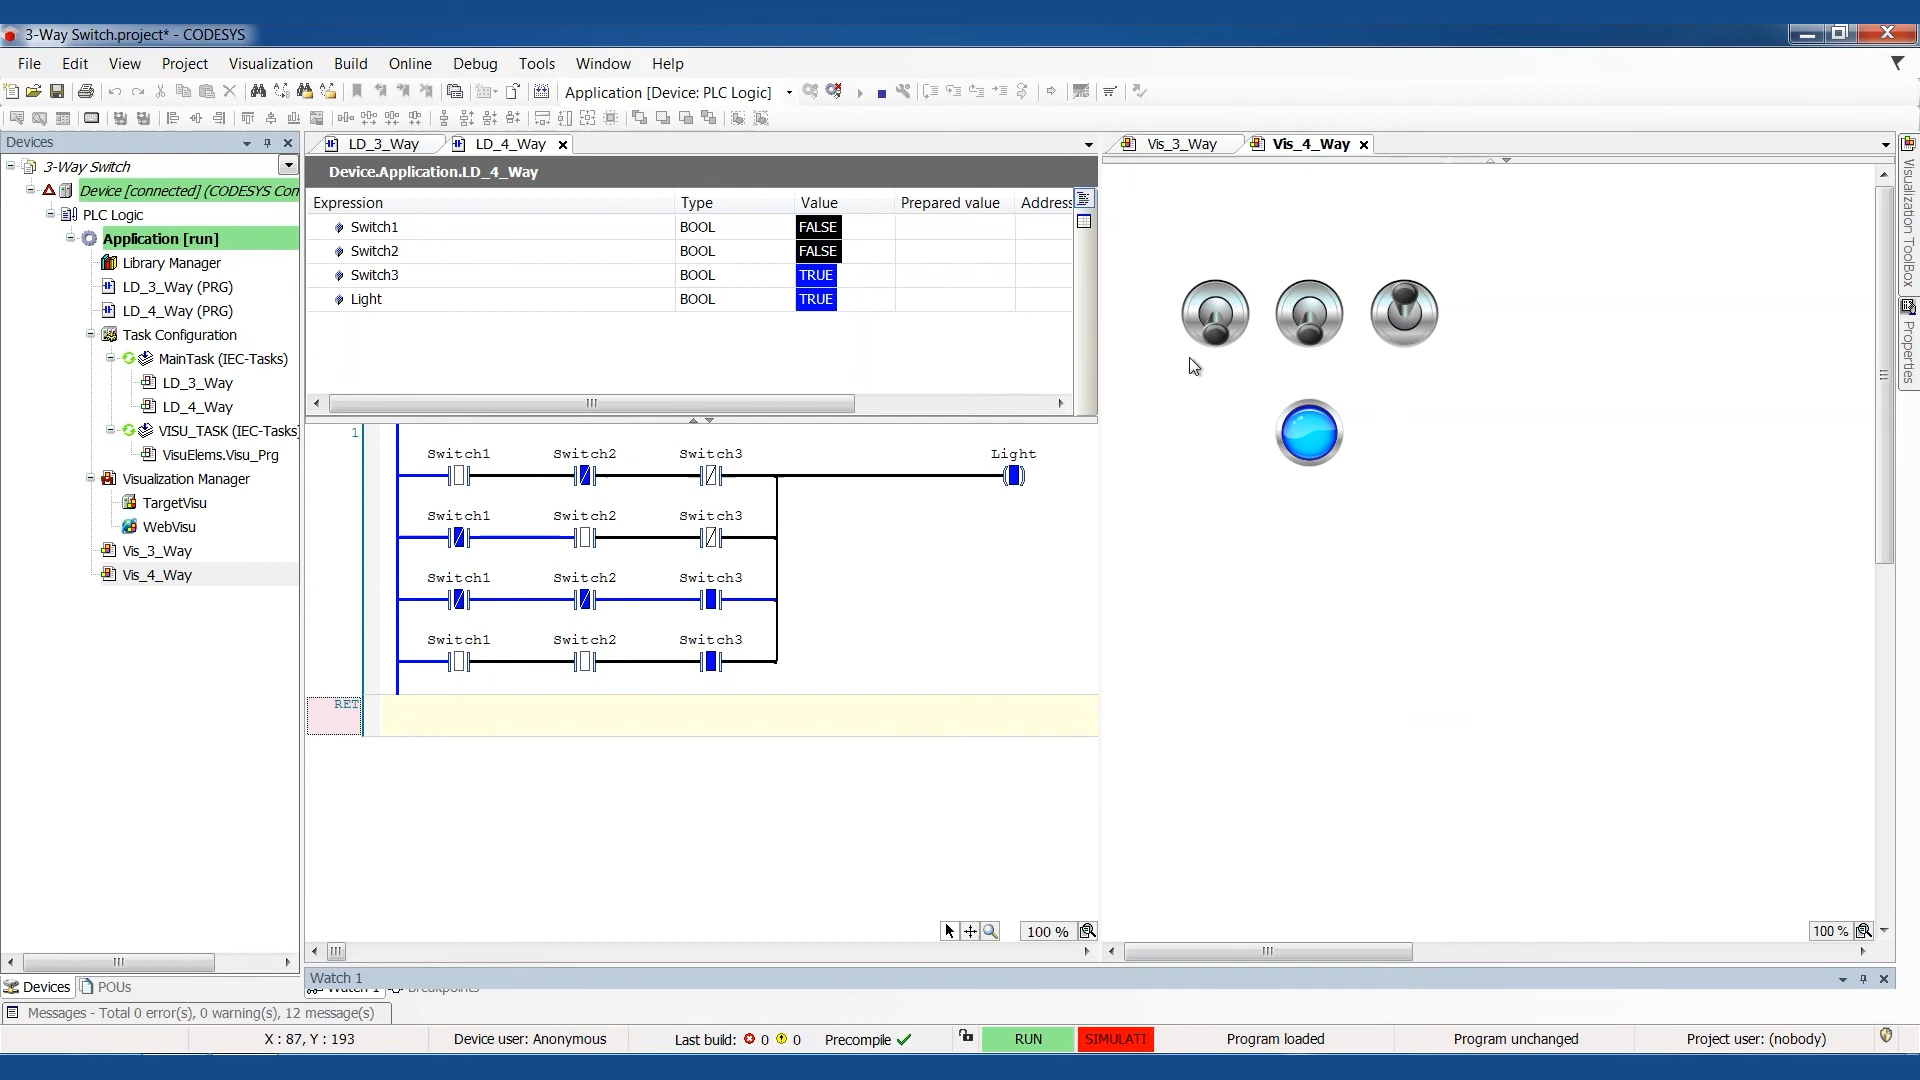 3-Way Switch.project* - CODESYS
File Edit View Project Visualization Build Online Debug Tools Window Help
Application [Device: PLC Logic]
Devices
3-Way Switch
Device [connected] (CODESYS Con
PLC Logic
Application [run]
Library Manager
LD_3_Way (PRG)
LD_4_Way (PRG)
Task Configuration
MainTask (IEC-Tasks)
LD_3_Way
LD_4_Way
VISU_TASK (IEC-Tasks)
VisuElems.Visu_Prg
Visualization Manager
TargetVisu
WebVisu
Vis_3_Way
Vis_4_Way
Devices POUs
LD_3_Way LD_4_Way
Device.Application.LD_4_Way
Expression Type Value Prepared value Address
Switch1 BOOL FALSE
Switch2 BOOL FALSE
Switch3 BOOL TRUE
Light BOOL TRUE
1
Switch1 Switch2 Switch3 Light
Switch1 Switch2 Switch3
Switch1 Switch2 Switch3
Switch1 Switch2 Switch3
RET
100 %
Vis_3_Way Vis_4_Way
100 %
Visualization ToolBox
Properties
Watch 1
Watch 1 Breakpoints
Messages - Total 0 error(s), 0 warning(s), 12 message(s)
X : 87, Y : 193 Device user: Anonymous Last build: 0 0 Precompile RUN SIMULATI Program loaded Program unchanged Project user: (nobody)